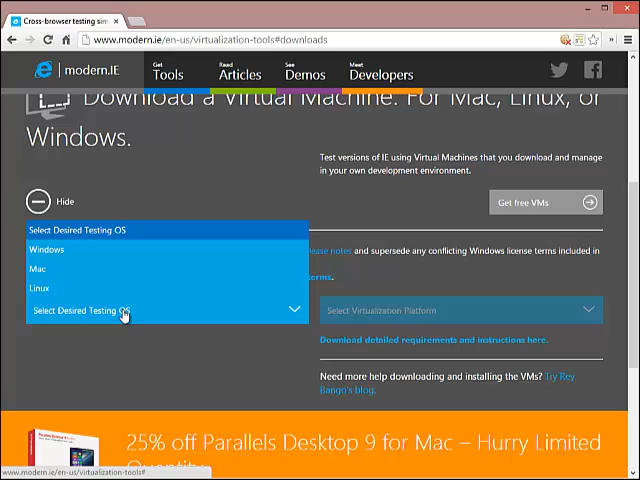 Cross-browser testing sim
www.modern.ie/en-us/virtualization-tools#downloads
modern.IE
Get
Tools
Read
Articles
See
Demos
Meet
Developers
Download a Virtual Machine. For Mac, Linux, or
Windows.
Test versions of IE using Virtual Machines that you download and manage
in your own development environment.
Hide
Get free VMs
Select Desired Testing OS
Windows
Mac
Linux
Select Desired Testing OS
lease notes and supersede any conflicting Windows license terms included in
terms.
Select Virtualization Platform
Download detailed requirements and instructions here.
Need more help downloading and installing the VMs? Try Rey
Bango's blog.
25% off Parallels Desktop 9 for Mac – Hurry Limited
Quantity
www.modern.ie/en-us/virtualization-tools#